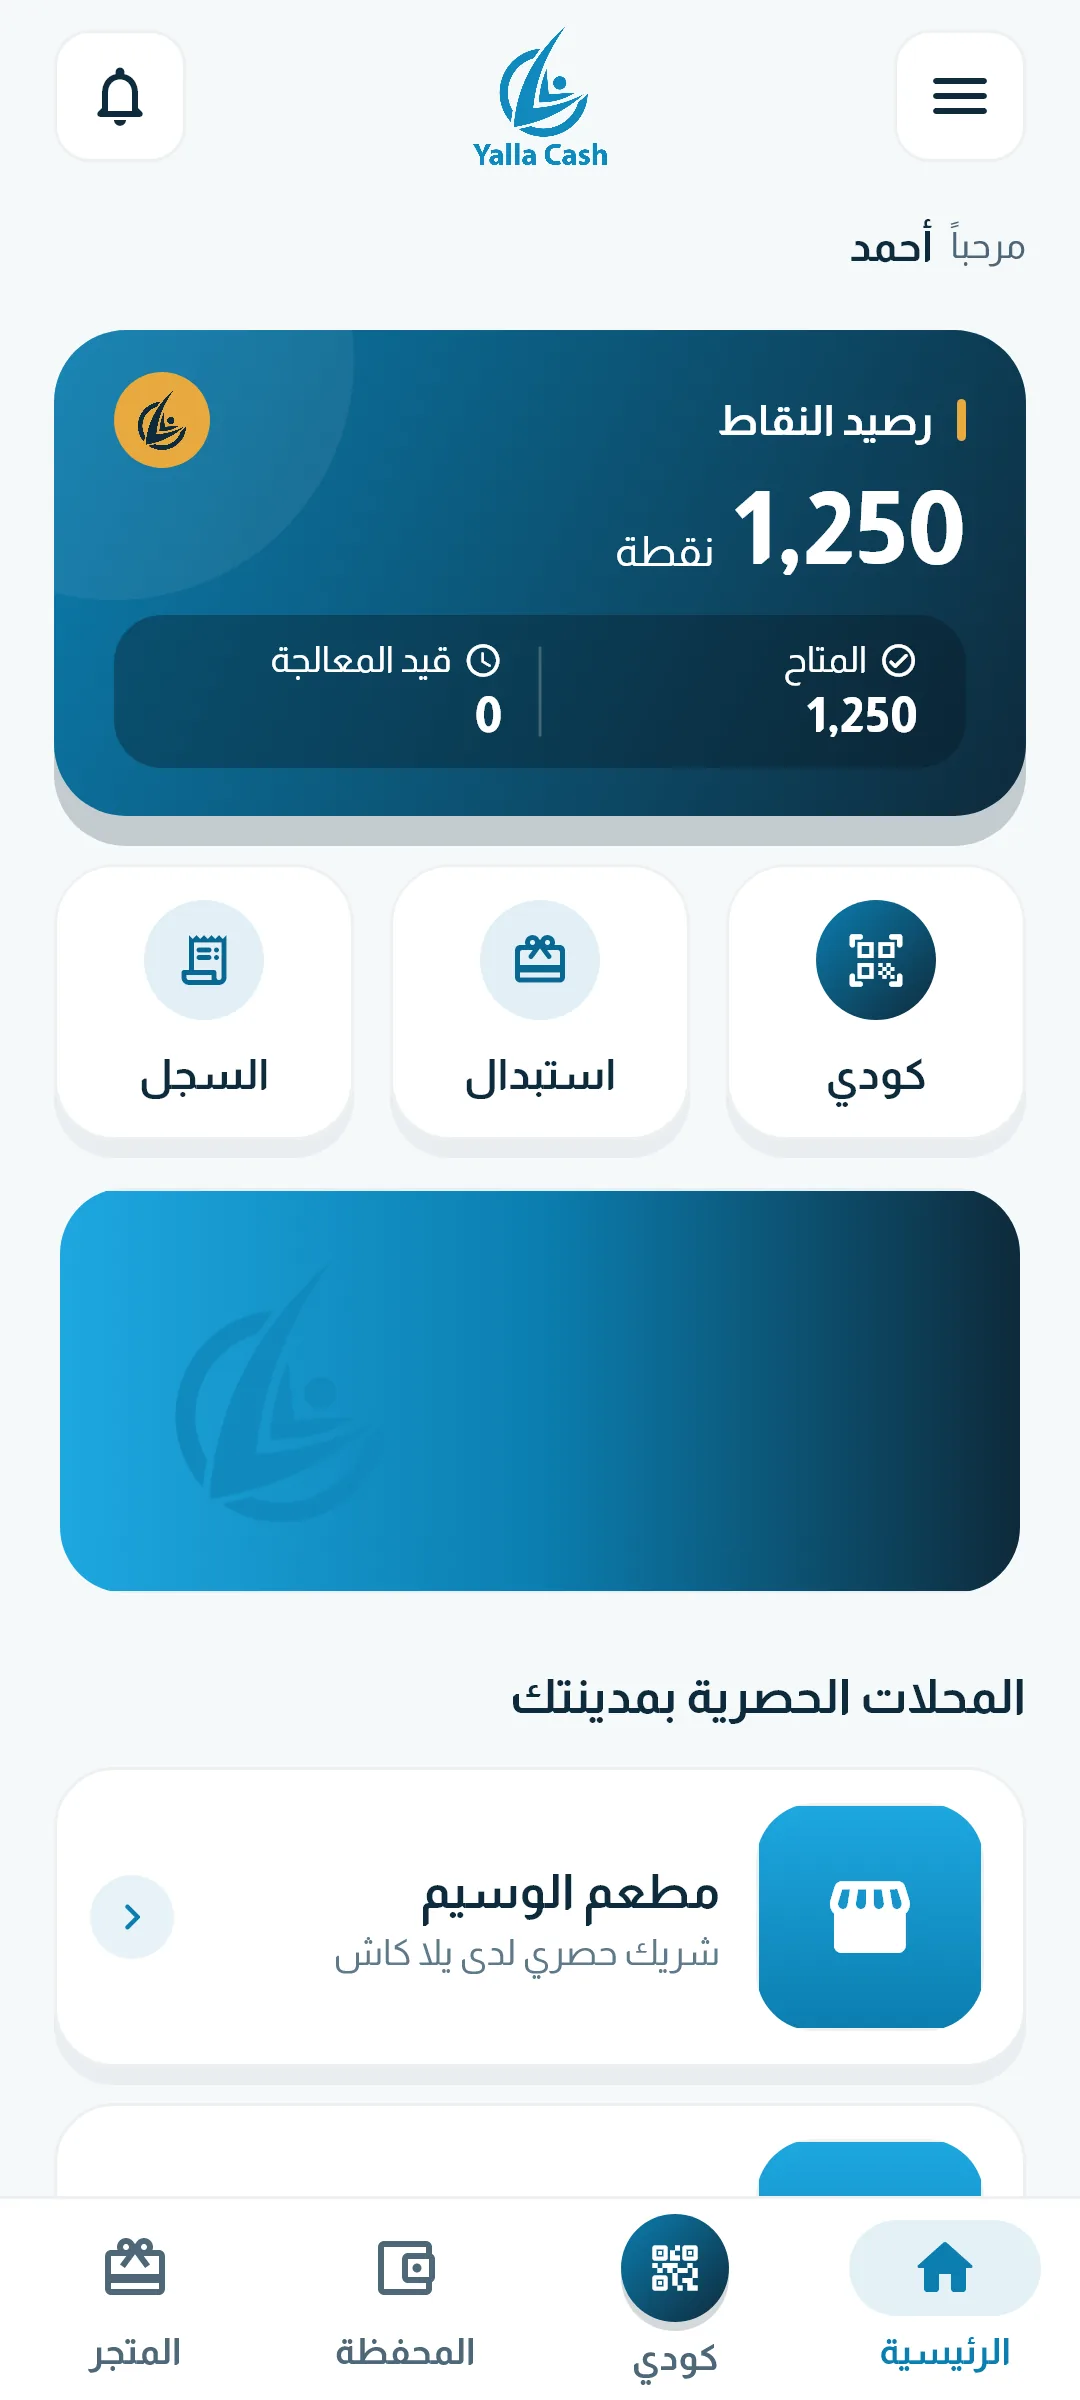 Yalla Cash
مرحباً أحمد
رصيد النقاط
1,250 نقطة
المتاح
1,250
قيد المعالجة
0
كودي
استبدال
السجل
المحلات الحصرية بمدينتك
مطعم الوسيم
شريك حصري لدى يلا كاش
الرئيسية
كودي
المحفظة
المتجر